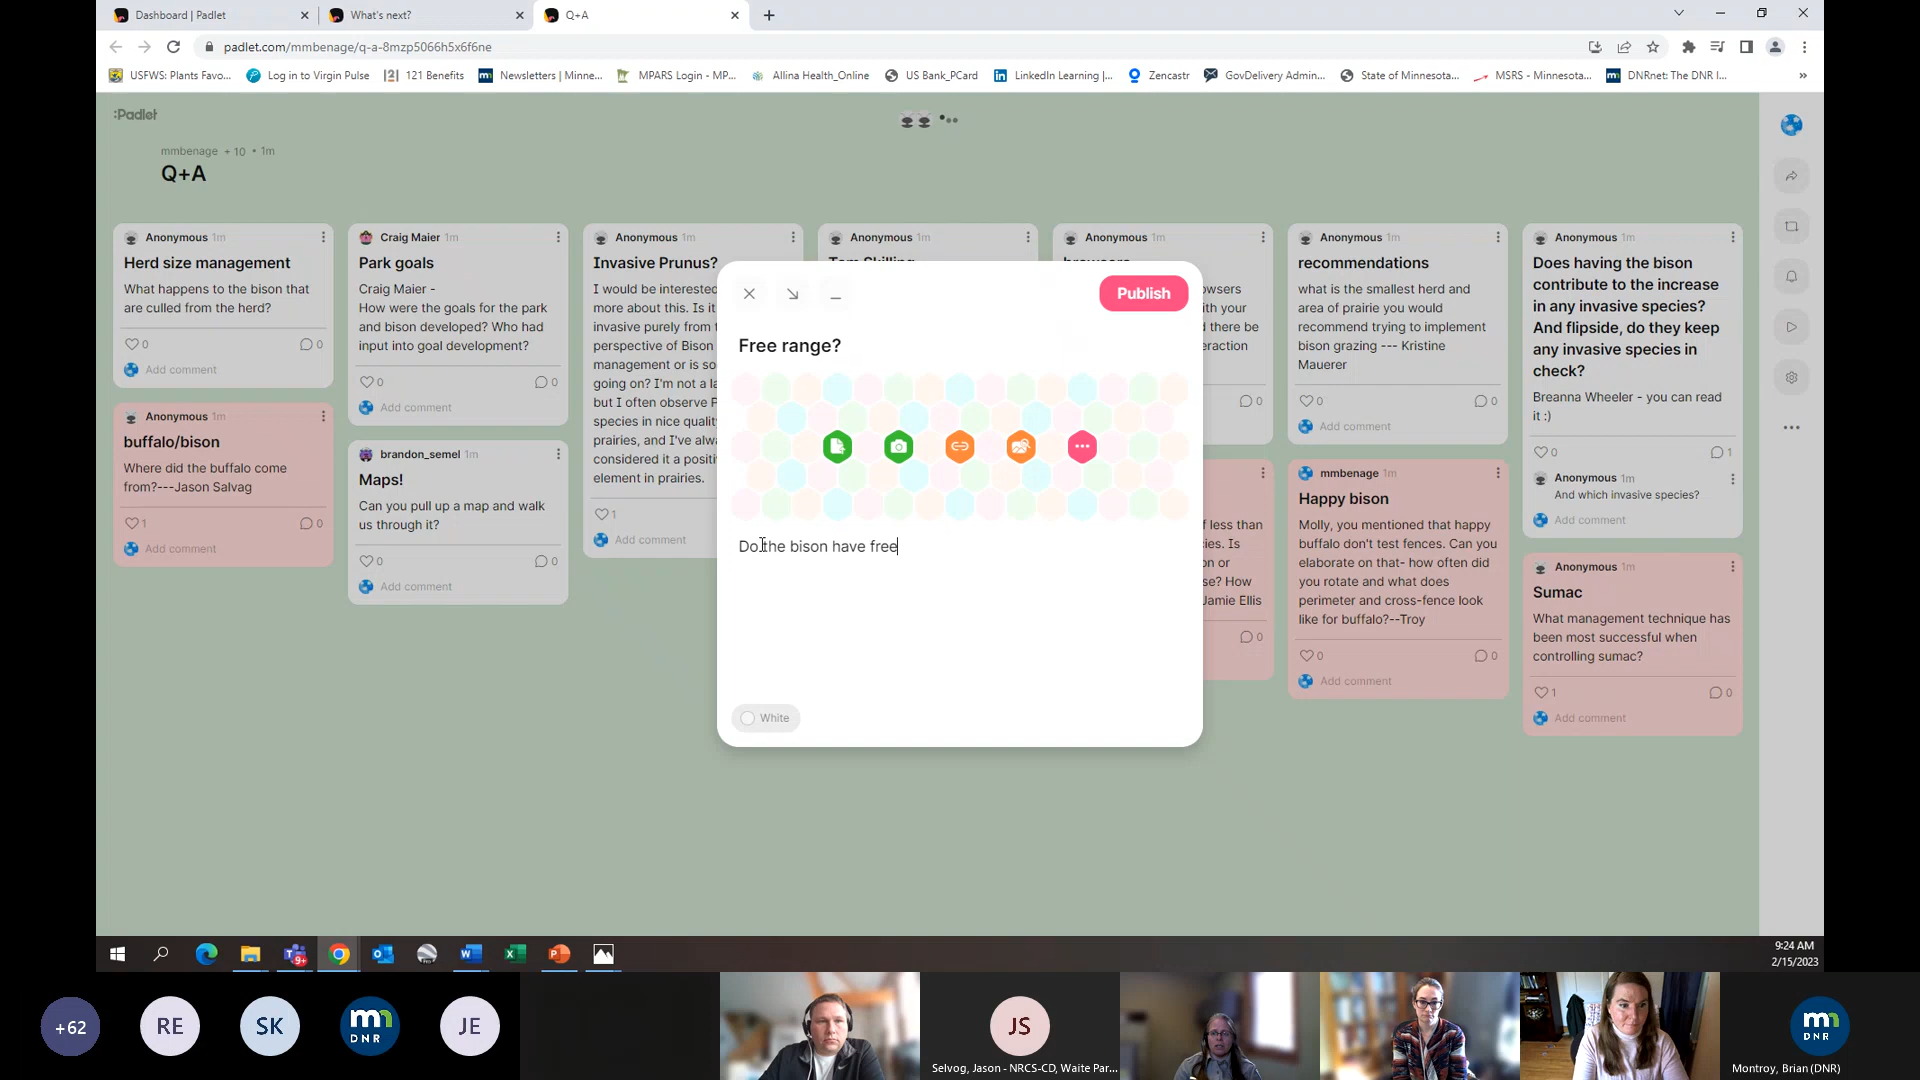 Dashboard | Padlet
What's next?
Q+A
padlet.com/mmbenage/q-a-8mzp5066h5x6f6ne
USFWS: Plants Favo...
Log in to Virgin Pulse
121 Benefits
Newsletters | Minne...
MPARS Login - MP...
Allina Health_Online
US Bank_PCard
LinkedIn Learning |...
Zencastr
GovDelivery Admin...
State of Minnesota...
MSRS - Minnesota...
DNRnet: The DNR I...
:Padlet
mmbenage + 10 • 1m
Q+A
Anonymous 1m
Herd size management
What happens to the bison that
are culled from the herd?
0
0
Add comment
Anonymous 1m
buffalo/bison
Where did the buffalo come
from?---Jason Salvag
1
0
Add comment
Craig Maier 1m
Park goals
Craig Maier -
How were the goals for the park
and bison developed? Who had
input into goal development?
0
0
Add comment
brandon_semel 1m
Maps!
Can you pull up a map and walk
us through it?
0
0
Add comment
Anonymous 1m
Invasive Prunus?
I would be interested
more about this. Is it
invasive purely from
perspective of Bison
management or is so
going on? I'm not a la
but I often observe P
species in nice qualit
prairies, and I've alwa
considered it a positi
element in prairies.
1
Add comment
Anonymous 1m
Anonymous 1m
wsers
th your
there be
raction
0
f less than
ies. Is
on or
se? How
Jamie Ellis
0
Publish
Free range?
Do the bison have free
White
Anonymous 1m
recommendations
what is the smallest herd and
area of prairie you would
recommend trying to implement
bison grazing --- Kristine
Mauerer
0
0
Add comment
mmbenage 1m
Happy bison
Molly, you mentioned that happy
buffalo don't test fences. Can you
elaborate on that- how often did
you rotate and what does
perimeter and cross-fence look
like for buffalo?--Troy
0
0
Add comment
Anonymous 1m
Does having the bison
contribute to the increase
in any invasive species?
And flipside, do they keep
any invasive species in
check?
Breanna Wheeler - you can read
it :)
0
1
Anonymous 1m
And which invasive species?
Add comment
Anonymous 1m
Sumac
What management technique has
been most successful when
controlling sumac?
1
0
Add comment
9+
9:24 AM
2/15/2023
+62
RE
SK
mn
DNR
JE
JS
Selvog, Jason - NRCS-CD, Waite Par...
mn
DNR
Montroy, Brian (DNR)